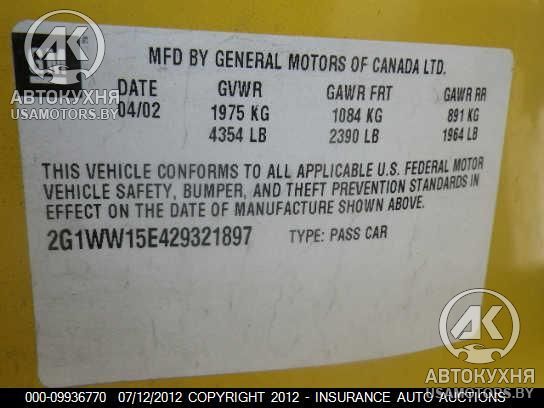 MFD BY GENERAL MOTORS OF CANADA LTD.
DATE GVWR GAWR FRT GAWR RR
04/02 1975 KG 1084 KG 891 KG
4354 LB 2390 LB 1964 LB
THIS VEHICLE CONFORMS TO ALL APPLICABLE U.S. FEDERAL MOTOR
VEHICLE SAFETY, BUMPER, AND THEFT PREVENTION STANDARDS IN
EFFECT ON THE DATE OF MANUFACTURE SHOWN ABOVE.
2G1WW15E429321897 TYPE: PASS CAR
АК
АВТОКУХНЯ
USAMOTORS.BY
АК
АВТОКУХНЯ
USAMOTORS.BY
000-09936770 07/12/2012 COPYRIGHT 2012 - INSURANCE AUTO AUCTIONS